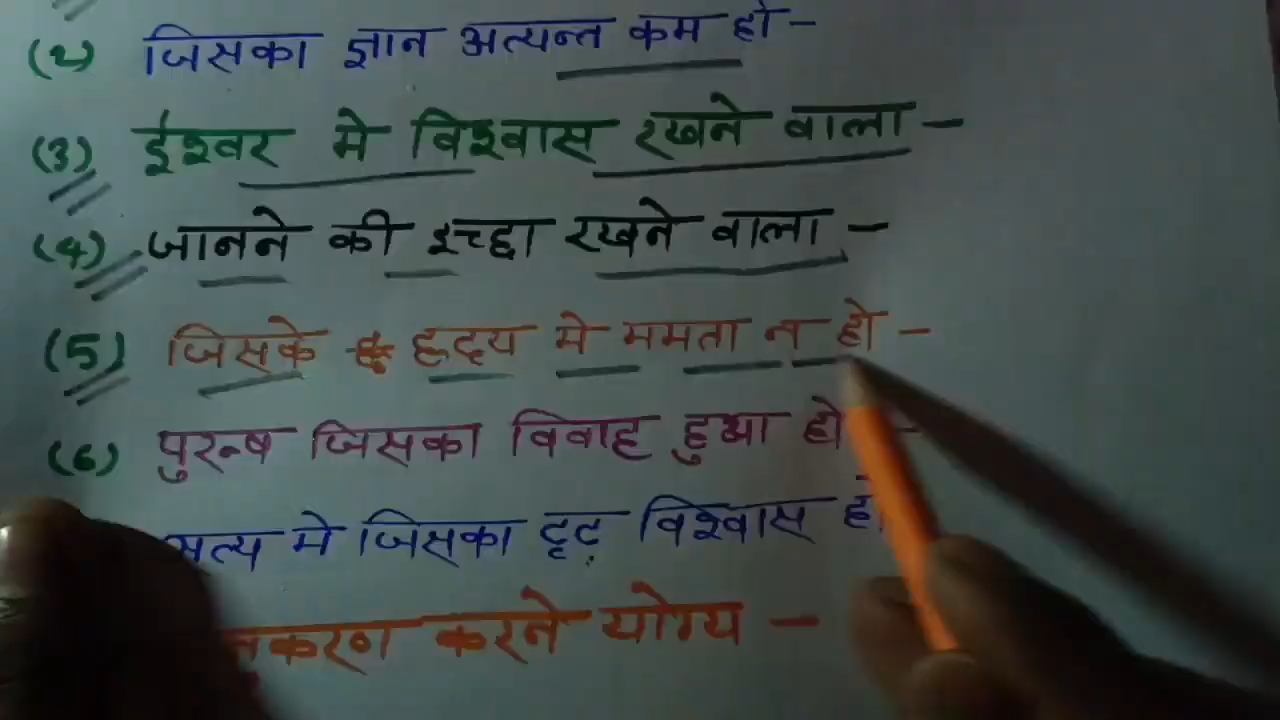 (2) जिसका ज्ञान अत्यन्त कम हो -
(3) ईश्वर मे विश्वास रखने वाला -
(4) जानने की इच्छा रखने वाला -
(5) जिसके हृदय मे ममता न हो -
(6) पुरूष जिसका विवाह हुआ हो -
सत्य मे जिसका दृढ़ विश्वास हो
करने योग्य -